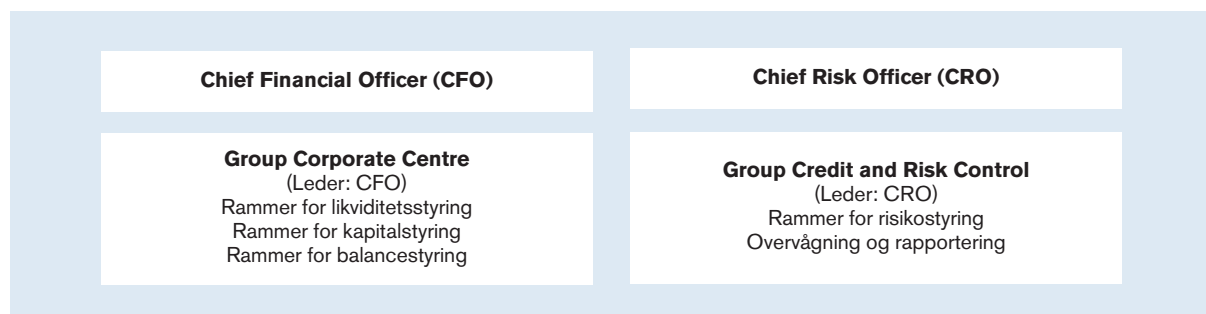 Chief Financial Officer (CFO)
Group Corporate Centre
(Leder: CFO)
Rammer for likviditetsstyring
Rammer for kapitalstyring
Rammer for balancestyring
Chief Risk Officer (CRO)
Group Credit and Risk Control
(Leder: CRO)
Rammer for risikostyring
Overvågning og rapportering